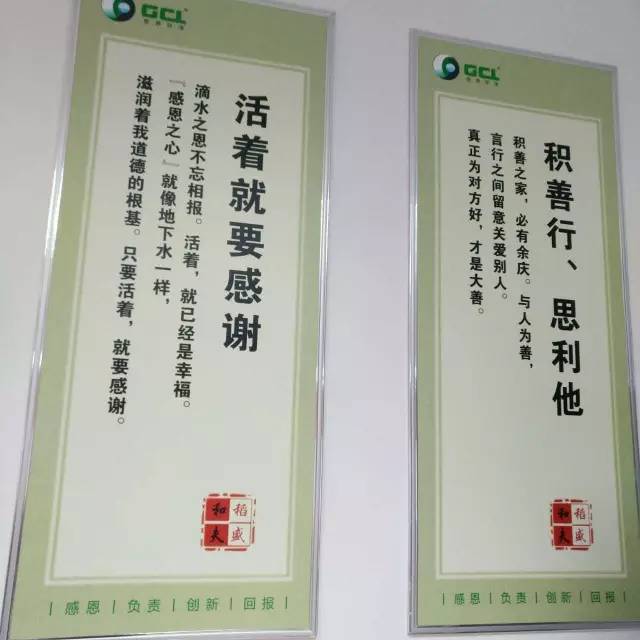 GCL
活着就要感谢
滴水之恩不忘相报。活着，就已经是幸福。
『感恩之心』就像地下水一样，
滋润着我道德的根基。只要活着，就要感谢。
稻盛
和夫
|感恩|负责|创新|回报|
GCL
积善行、思利他
积善之家，必有余庆。与人为善，
言行之间留意关爱别人。
真正为对方好，才是大善。
稻盛
和夫
|感恩|负责|创新|回报|